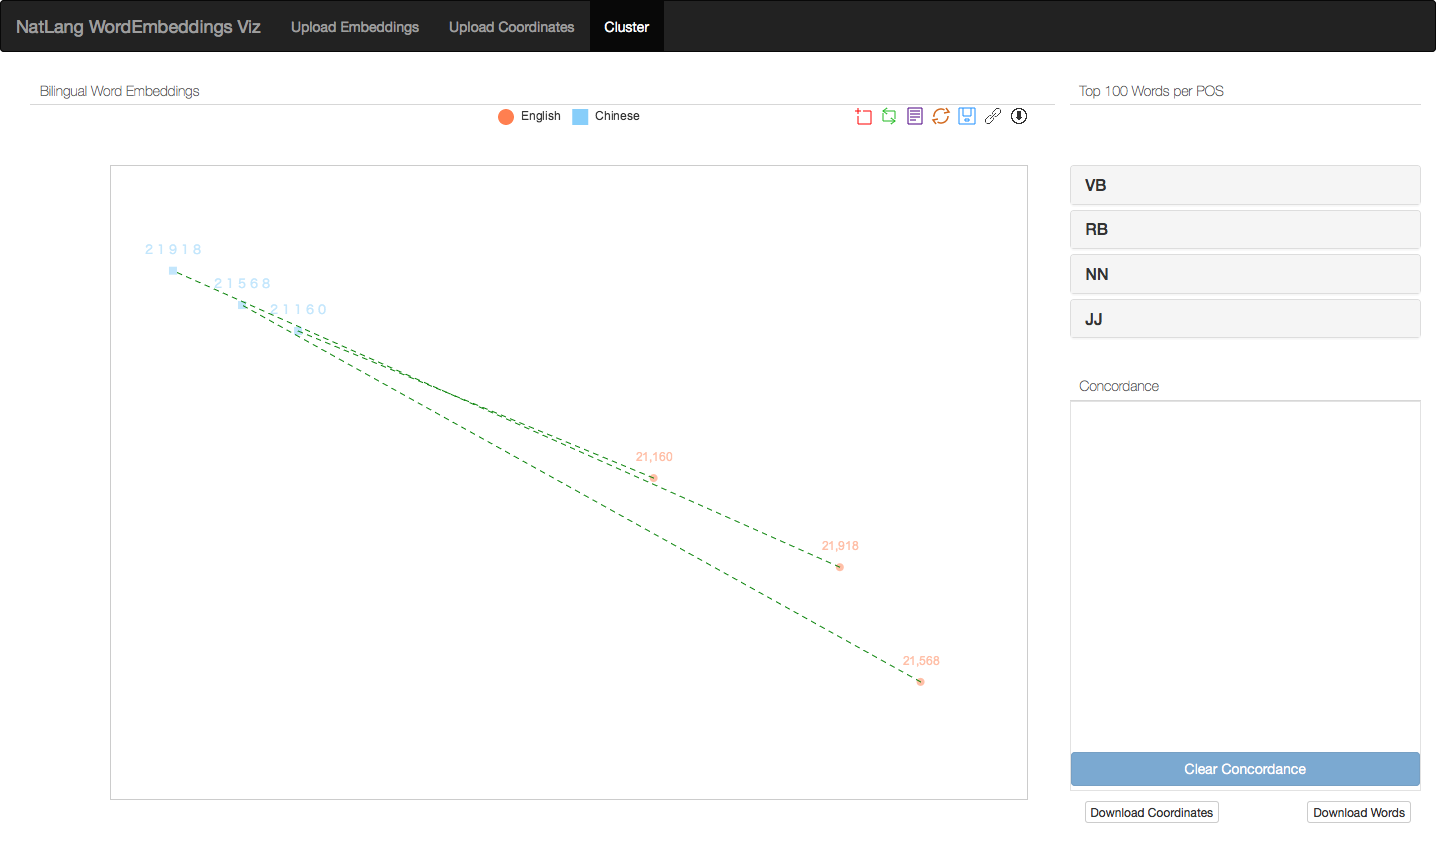 NatLang WordEmbeddings Viz Upload Embeddings Upload Coordinates Cluster
Bilingual Word Embeddings
English Chinese
２１９１８
２１５６８
２１１６０
21,160
21,918
21,568
Top 100 Words per POS
VB
RB
NN
JJ
Concordance
Clear Concordance
Download Coordinates Download Words